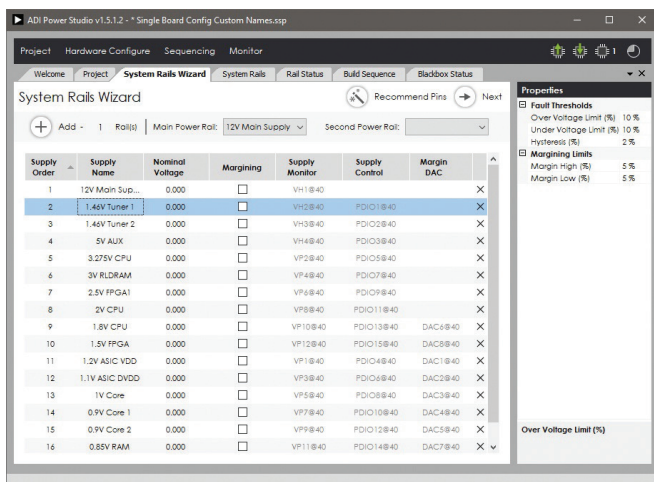 ADI Power Studio v1.5.1.2 - * Single Board Config Custom Names.ssp
Project Hardware Configure Sequencing Monitor 1
Welcome Project System Rails Wizard System Rails Rail Status Build Sequence Blackbox Status
System Rails Wizard Recommend Pins Next
Add - 1 Rail(s) Main Power Rail: 12V Main Supply Second Power Rail:
Supply Order Supply Name Nominal Voltage Margining Supply Monitor Supply Control Margin DAC
1 12V Main Sup... 0.000 VH1@40
2 1.46V Tuner 1 0.000 VH2@40 PDIO1@40
3 1.46V Tuner 2 0.000 VH3@40 PDIO2@40
4 5V AUX 0.000 VH4@40 PDIO3@40
5 3.275V CPU 0.000 VP2@40 PDIO5@40
6 3V RLDRAM 0.000 VP4@40 PDIO7@40
7 2.5V FPGA1 0.000 VP6@40 PDIO9@40
8 2V CPU 0.000 VP8@40 PDIO11@40
9 1.8V CPU 0.000 VP10@40 PDIO13@40 DAC6@40
10 1.5V FPGA 0.000 VP12@40 PDIO15@40 DAC8@40
11 1.2V ASIC VDD 0.000 VP1@40 PDIO4@40 DAC1@40
12 1.1V ASIC DVDD 0.000 VP3@40 PDIO6@40 DAC2@40
13 1V Core 0.000 VP5@40 PDIO8@40 DAC3@40
14 0.9V Core 1 0.000 VP7@40 PDIO10@40 DAC4@40
15 0.9V Core 2 0.000 VP9@40 PDIO12@40 DAC5@40
16 0.85V RAM 0.000 VP11@40 PDIO14@40 DAC7@40
Properties
Fault Thresholds
Over Voltage Limit (%) 10 %
Under Voltage Limit (%) 10 %
Hysteresis (%) 2 %
Margining Limits
Margin High (%) 5 %
Margin Low (%) 5 %
Over Voltage Limit (%)